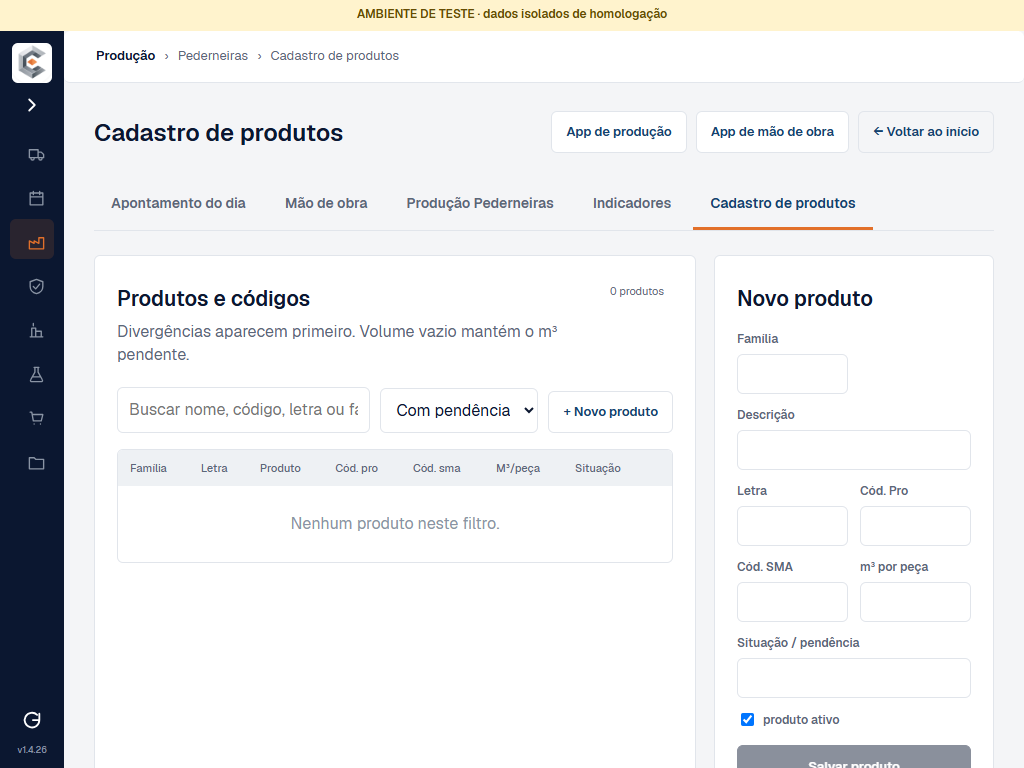 AMBIENTE DE TESTE · dados isolados de homologação
Produção › Pederneiras › Cadastro de produtos
Cadastro de produtos
App de produção
App de mão de obra
← Voltar ao início
Apontamento do dia
Mão de obra
Produção Pederneiras
Indicadores
Cadastro de produtos
Produtos e códigos
0 produtos
Divergências aparecem primeiro. Volume vazio mantém o m³
pendente.
Buscar nome, código, letra ou fa
Com pendência
+ Novo produto
Família Letra Produto Cód. pro Cód. sma M³/peça Situação
Nenhum produto neste filtro.
Novo produto
Família
Descrição
Letra Cód. Pro
Cód. SMA m³ por peça
Situação / pendência
produto ativo
Salvar produto
v1.4.26